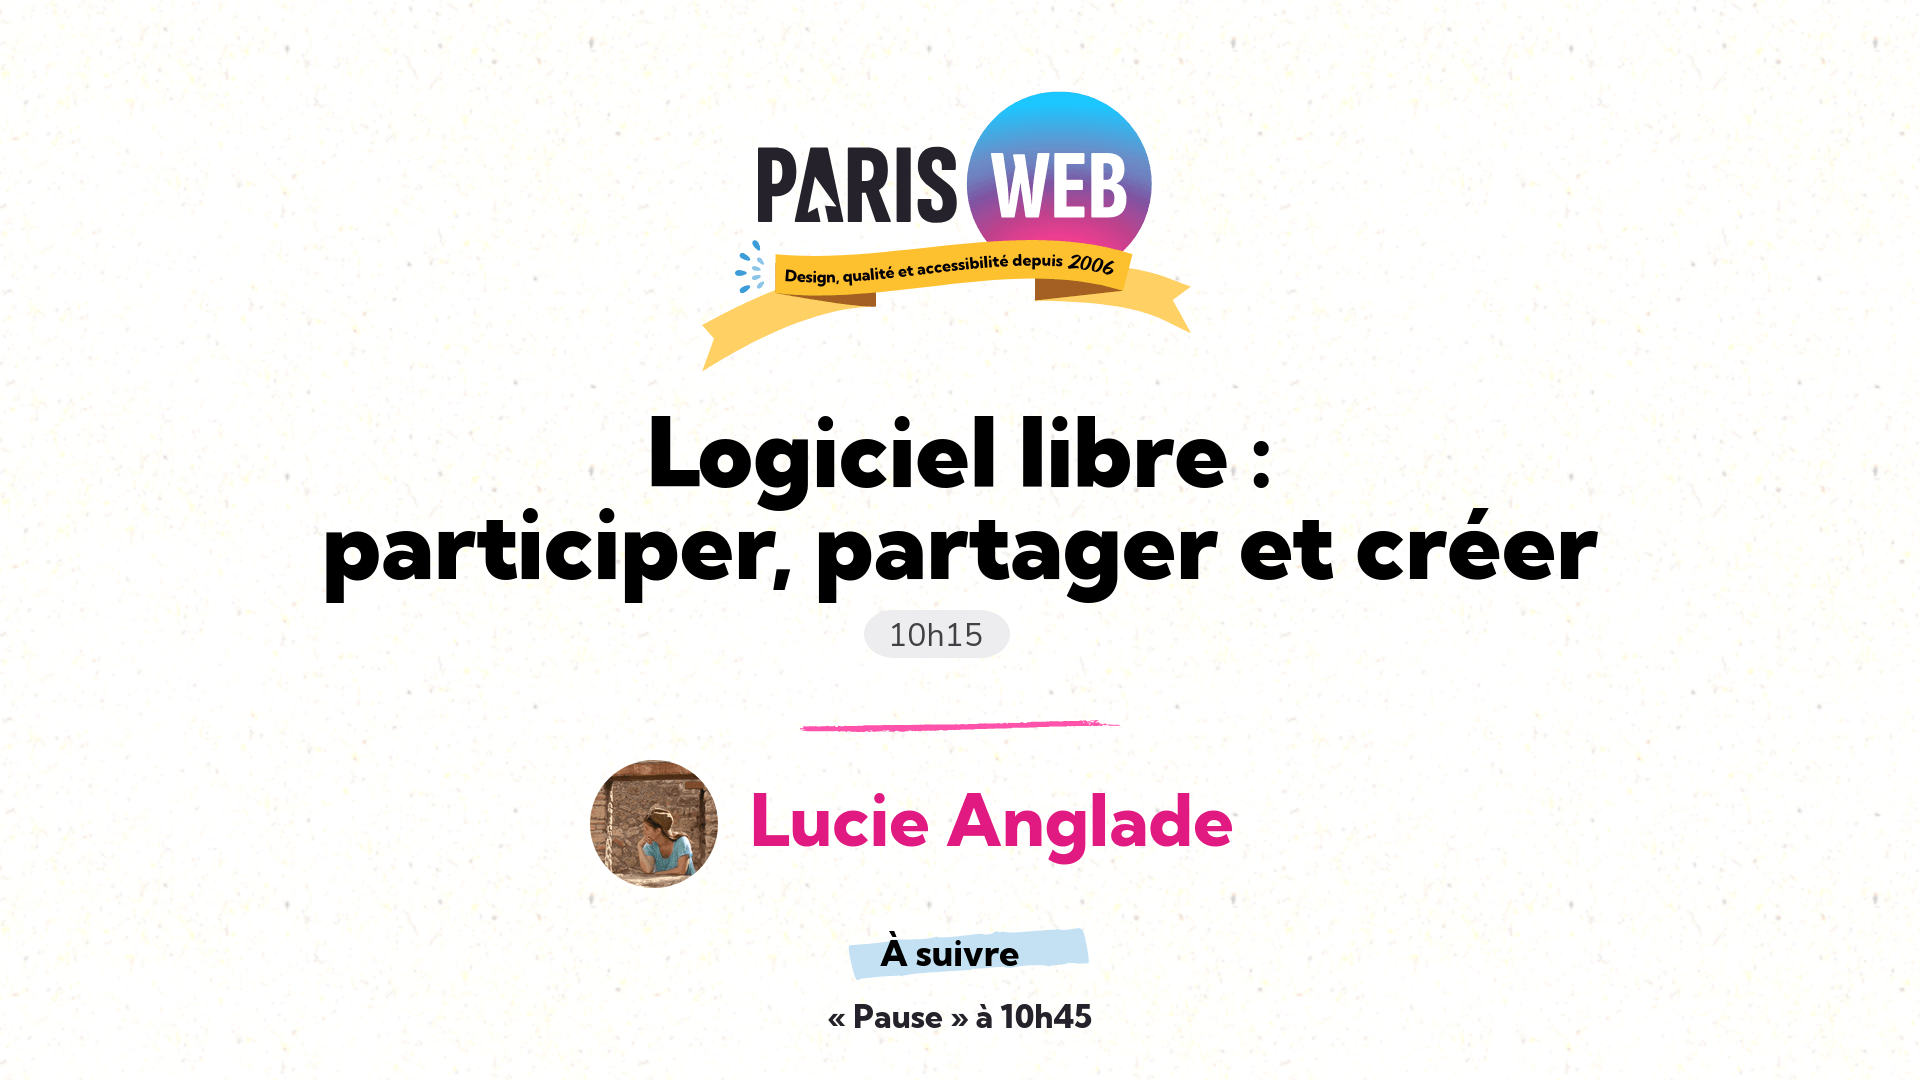 PARIS WEB
Design, qualité et accessibilité depuis 2006
Logiciel libre :
participer, partager et créer
10h15
Lucie Anglade
À suivre
« Pause » à 10h45